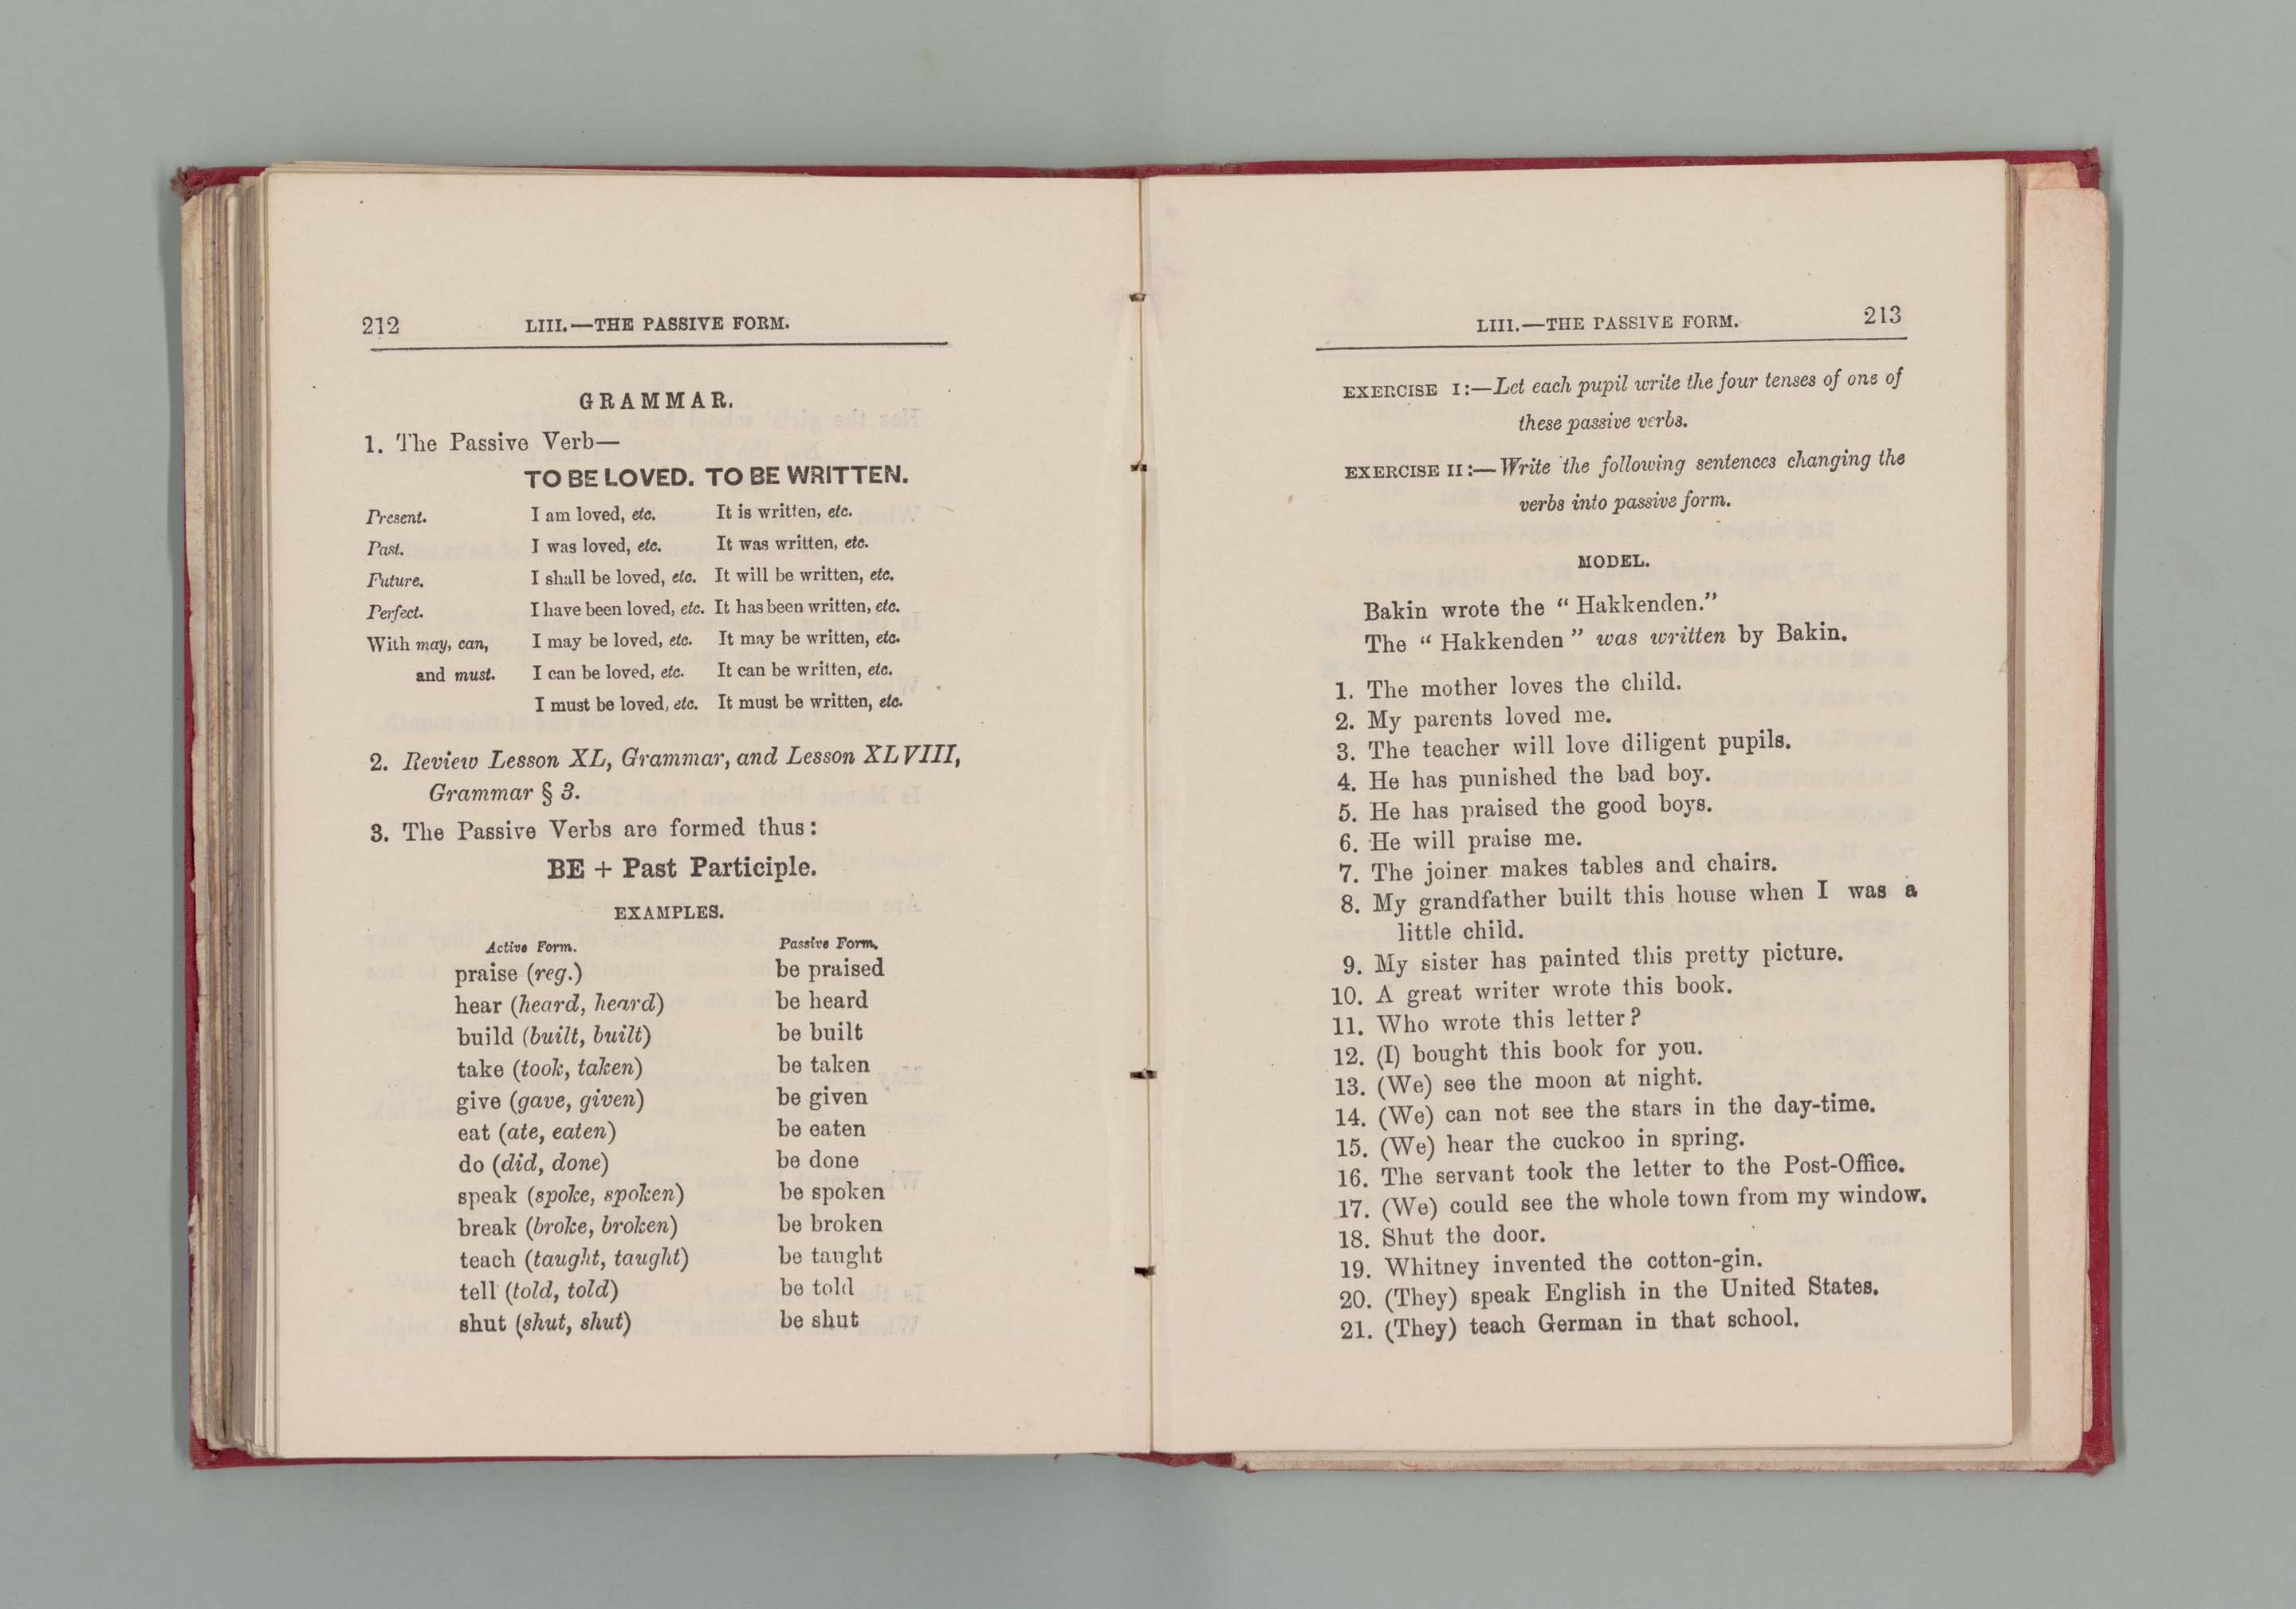 212 LIII.—THE PASSIVE FORM.
GRAMMAR.
1. The Passive Verb—
TO BE LOVED. TO BE WRITTEN.
Present. I am loved, etc. It is written, etc.
Past. I was loved, etc. It was written, etc.
Future. I shall be loved, etc. It will be written, etc.
Perfect. I have been loved, etc. It has been written, etc.
With may, can, I may be loved, etc. It may be written, etc.
and must. I can be loved, etc. It can be written, etc.
I must be loved, etc. It must be written, etc.
2. Review Lesson XL, Grammar, and Lesson XLVIII,
Grammar § 3.
3. The Passive Verbs are formed thus:
BE + Past Participle.
EXAMPLES.
Active Form. Passive Form.
praise (reg.) be praised
hear (heard, heard) be heard
build (built, built) be built
take (took, taken) be taken
give (gave, given) be given
eat (ate, eaten) be eaten
do (did, done) be done
speak (spoke, spoken) be spoken
break (broke, broken) be broken
teach (taught, taught) be taught
tell (told, told) be told
shut (shut, shut) be shut
LIII.—THE PASSIVE FORM. 213
EXERCISE I:—Let each pupil write the four tenses of one of
these passive verbs.
EXERCISE II:—Write the following sentences changing the
verbs into passive form.
MODEL.
Bakin wrote the “Hakkenden.”
The “Hakkenden” was written by Bakin.
1. The mother loves the child.
2. My parents loved me.
3. The teacher will love diligent pupils.
4. He has punished the bad boy.
5. He has praised the good boys.
6. He will praise me.
7. The joiner makes tables and chairs.
8. My grandfather built this house when I was a
little child.
9. My sister has painted this pretty picture.
10. A great writer wrote this book.
11. Who wrote this letter?
12. (I) bought this book for you.
13. (We) see the moon at night.
14. (We) can not see the stars in the day-time.
15. (We) hear the cuckoo in spring.
16. The servant took the letter to the Post-Office.
17. (We) could see the whole town from my window.
18. Shut the door.
19. Whitney invented the cotton-gin.
20. (They) speak English in the United States.
21. (They) teach German in that school.